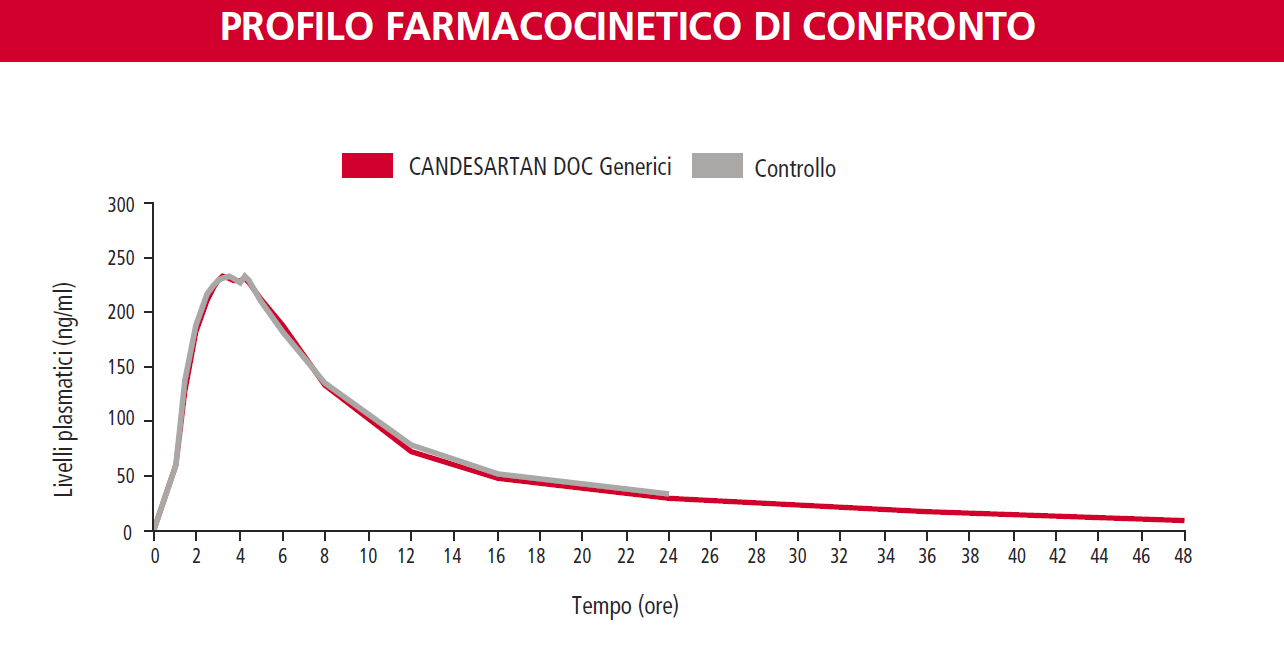 PROFILO FARMACOCINETICO DI CONFRONTO
CANDESARTAN DOC Generici
Controllo
300
250
200
150
100
50
0
Livelli plasmatici (ng/ml)
0 2 4 6 8 10 12 14 16 18 20 22 24 26 28 30 32 34 36 38 40 42 44 46 48
Tempo (ore)